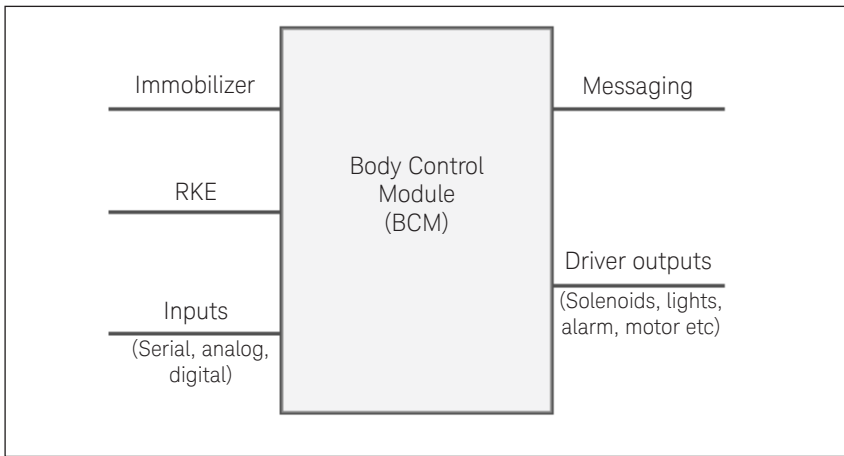 Immobilizer
RKE
Inputs
(Serial, analog,
digital)
Body Control
Module
(BCM)
Messaging
Driver outputs
(Solenoids, lights,
alarm, motor etc)